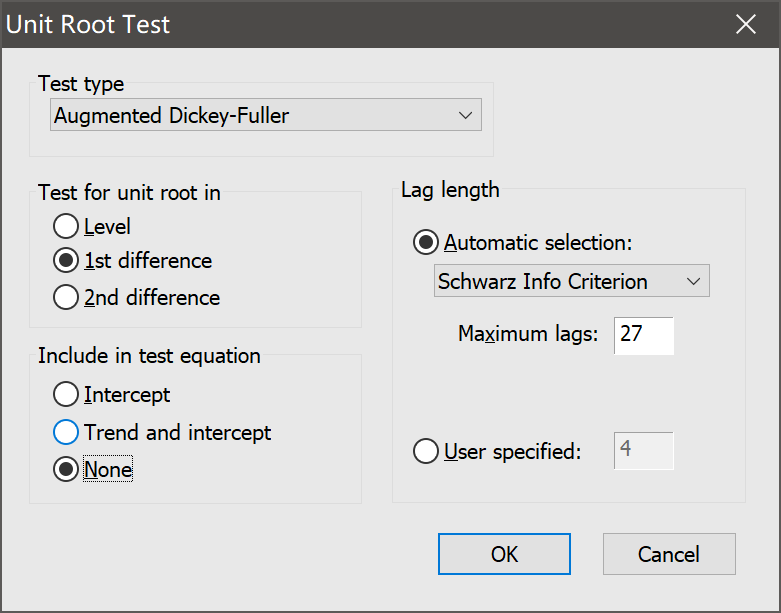 Unit Root Test
Test type
Augmented Dickey-Fuller
Test for unit root in
Level
1st difference
2nd difference
Include in test equation
Intercept
Trend and intercept
None
Lag length
Automatic selection:
Schwarz Info Criterion
Maximum lags: 27
User specified: 4
OK Cancel